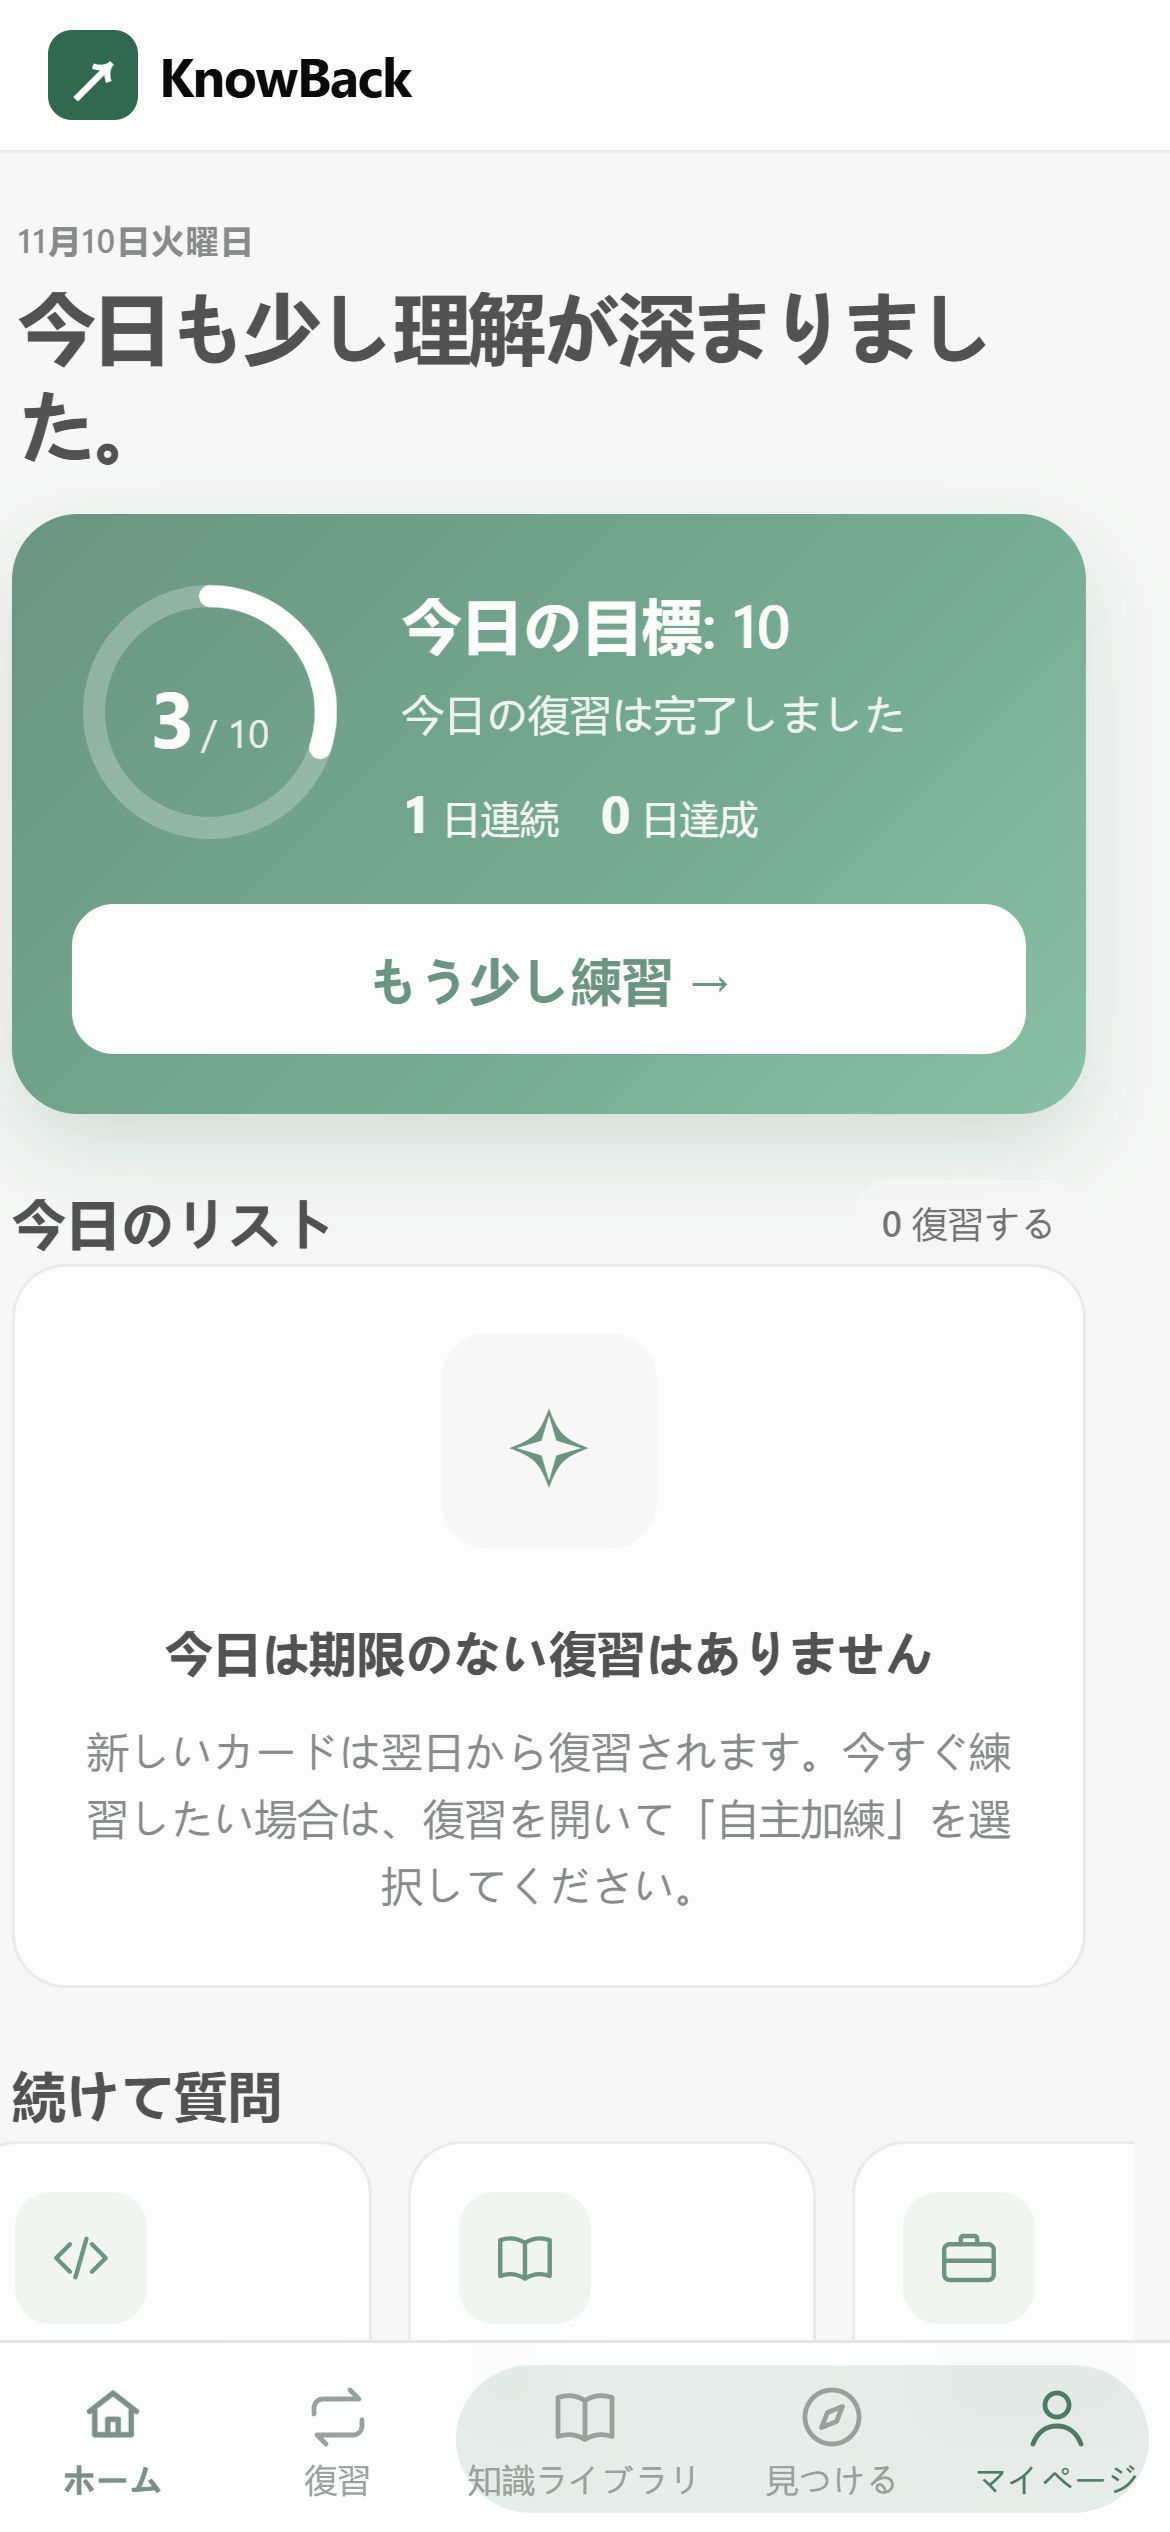 KnowBack
11月10日火曜日
今日も少し理解が深まりまし
た。
3 / 10
今日の目標: 10
今日の復習は完了しました
1 日連続 0 日達成
もう少し練習 →
今日のリスト
0 復習する
今日は期限のない復習はありません
新しいカードは翌日から復習されます。今すぐ練
習したい場合は、復習を開いて「自主加練」を選
択してください。
続けて質問
ホーム
復習
知識ライブラリ
見つける
マイページ